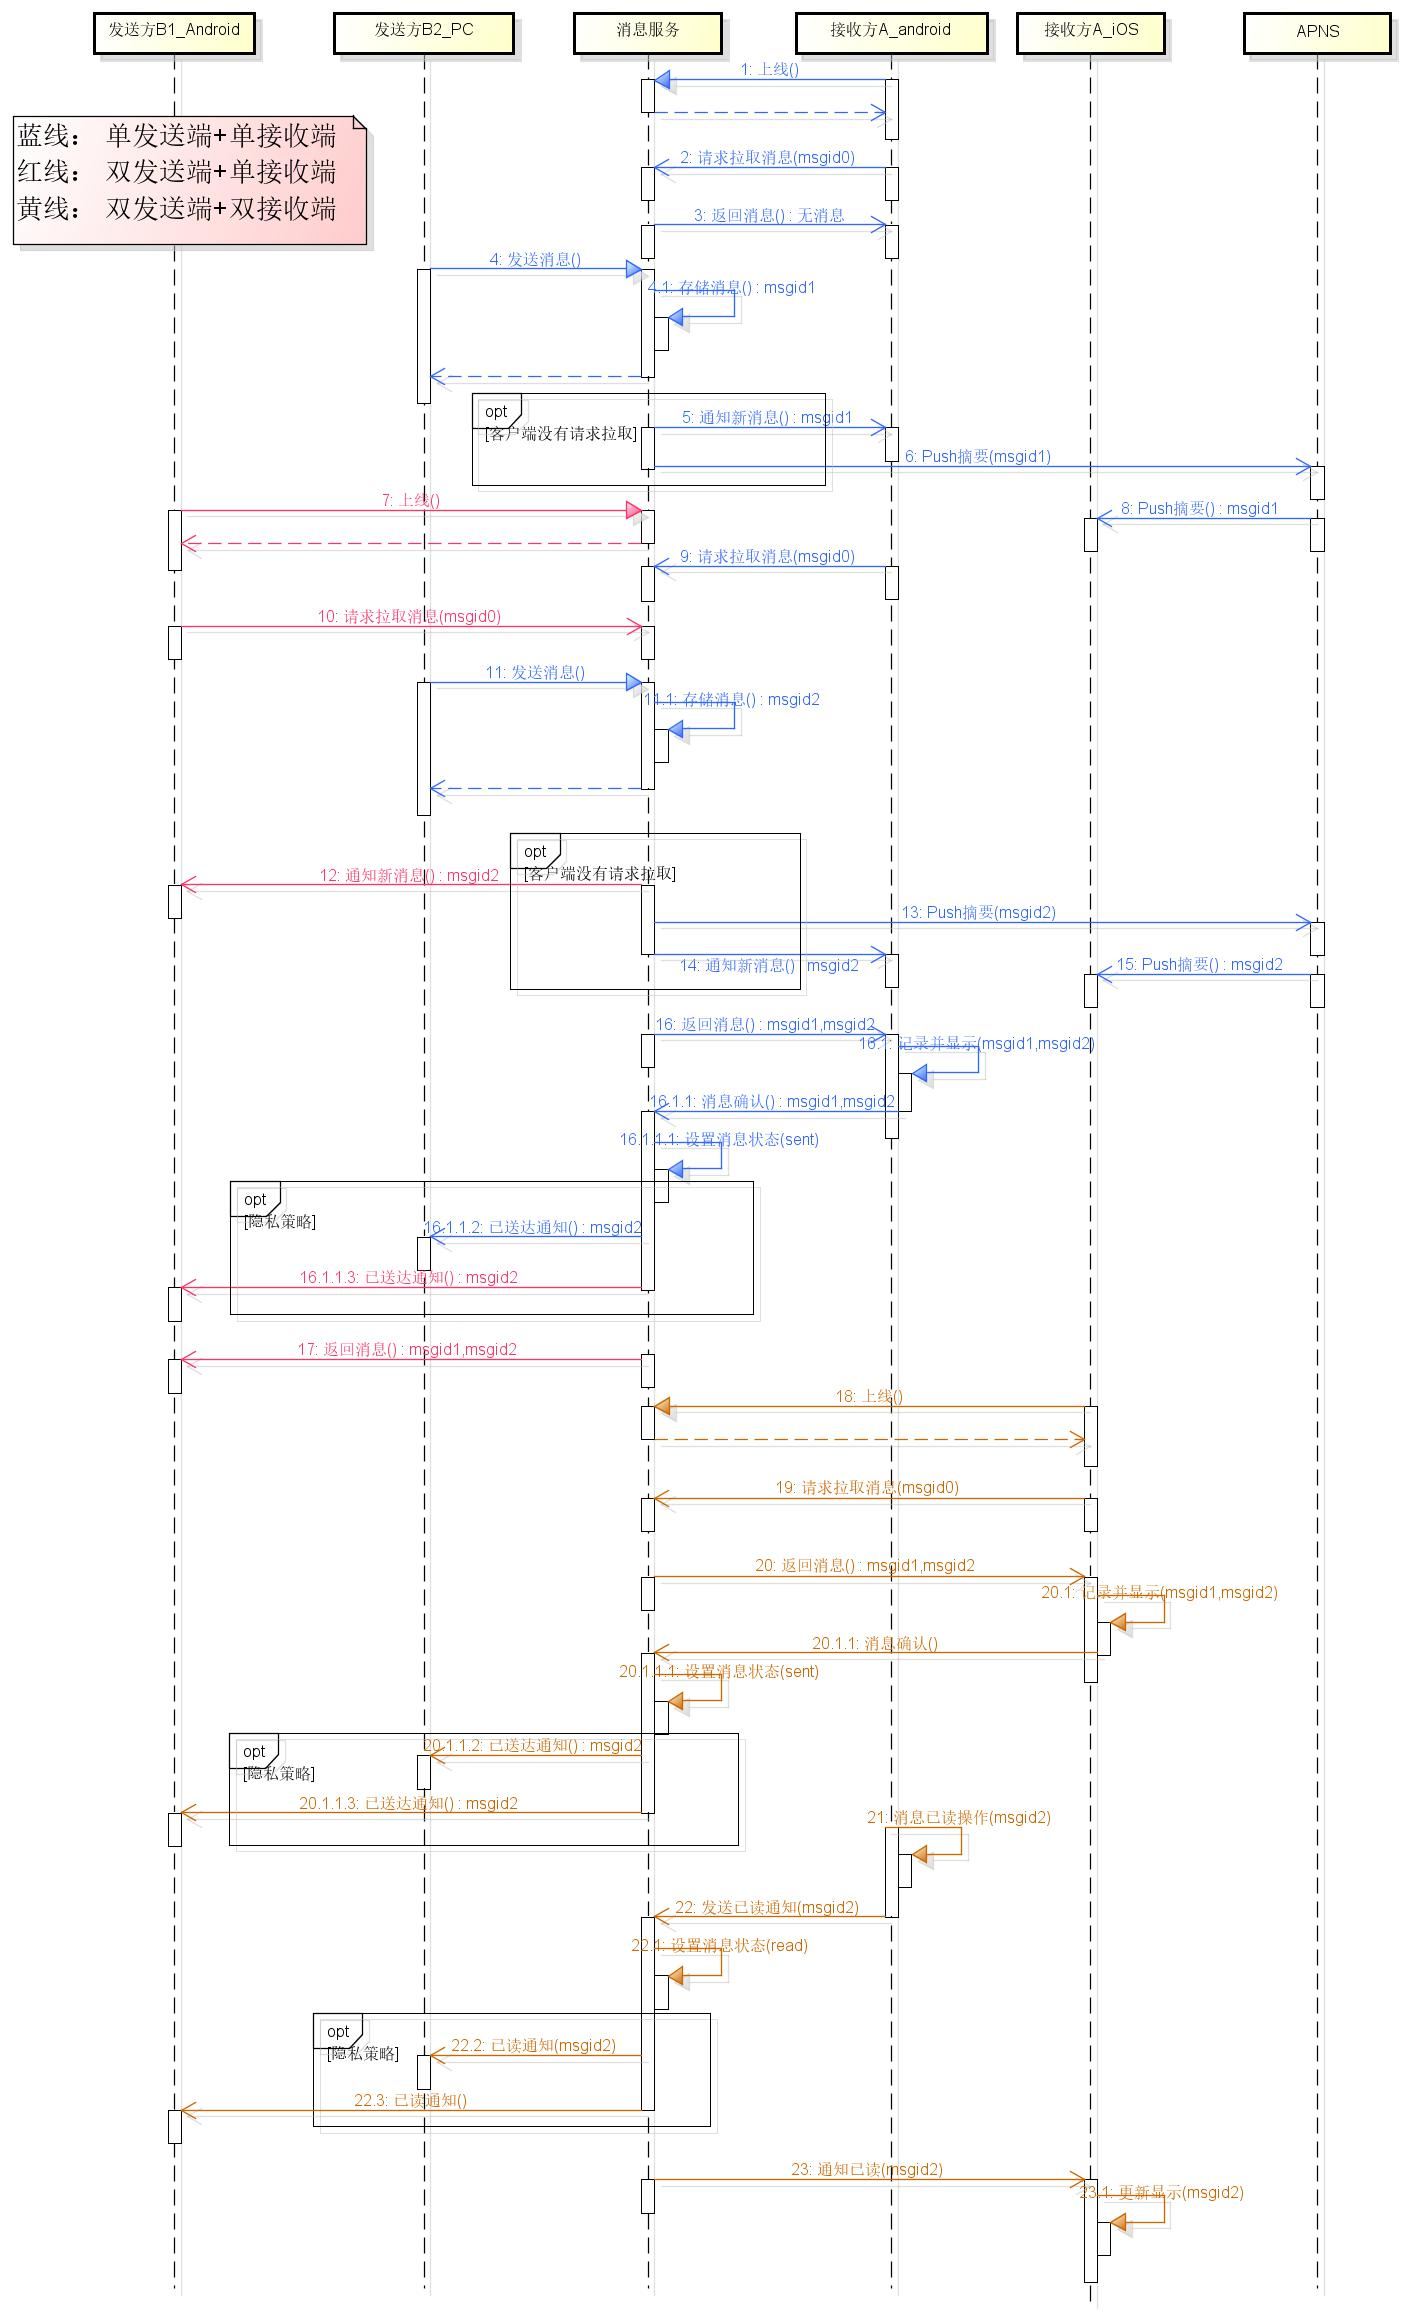 发送方B1_Android
发送方B2_PC
消息服务
接收方A_android
接收方A_iOS
APNS
蓝线： 单发送端+单接收端
红线： 双发送端+单接收端
黄线： 双发送端+双接收端
1: 上线()
2: 请求拉取消息(msgid0)
3: 返回消息() : 无消息
4: 发送消息()
4.1: 存储消息() : msgid1
opt
[客户端没有请求拉取]
5: 通知新消息() : msgid1
6: Push摘要(msgid1)
7: 上线()
8: Push摘要() : msgid1
9: 请求拉取消息(msgid0)
10: 请求拉取消息(msgid0)
11: 发送消息()
11.1: 存储消息() : msgid2
opt
[客户端没有请求拉取]
12: 通知新消息() : msgid2
13: Push摘要(msgid2)
14: 通知新消息() : msgid2
15: Push摘要() : msgid2
16: 返回消息() : msgid1,msgid2
16.1: 记录并显示(msgid1,msgid2)
16.1.1: 消息确认() : msgid1,msgid2
16.1.1.1: 设置消息状态(sent)
opt
[隐私策略]
16.1.1.2: 已送达通知() : msgid2
16.1.1.3: 已送达通知() : msgid2
17: 返回消息() : msgid1,msgid2
18: 上线()
19: 请求拉取消息(msgid0)
20: 返回消息() : msgid1,msgid2
20.1: 记录并显示(msgid1,msgid2)
20.1.1: 消息确认()
20.1.1.1: 设置消息状态(sent)
opt
[隐私策略]
20.1.1.2: 已送达通知() : msgid2
20.1.1.3: 已送达通知() : msgid2
21: 消息已读操作(msgid2)
22: 发送已读通知(msgid2)
22.1: 设置消息状态(read)
opt
[隐私策略]
22.2: 已读通知(msgid2)
22.3: 已读通知()
23: 通知已读(msgid2)
23.1: 更新显示(msgid2)